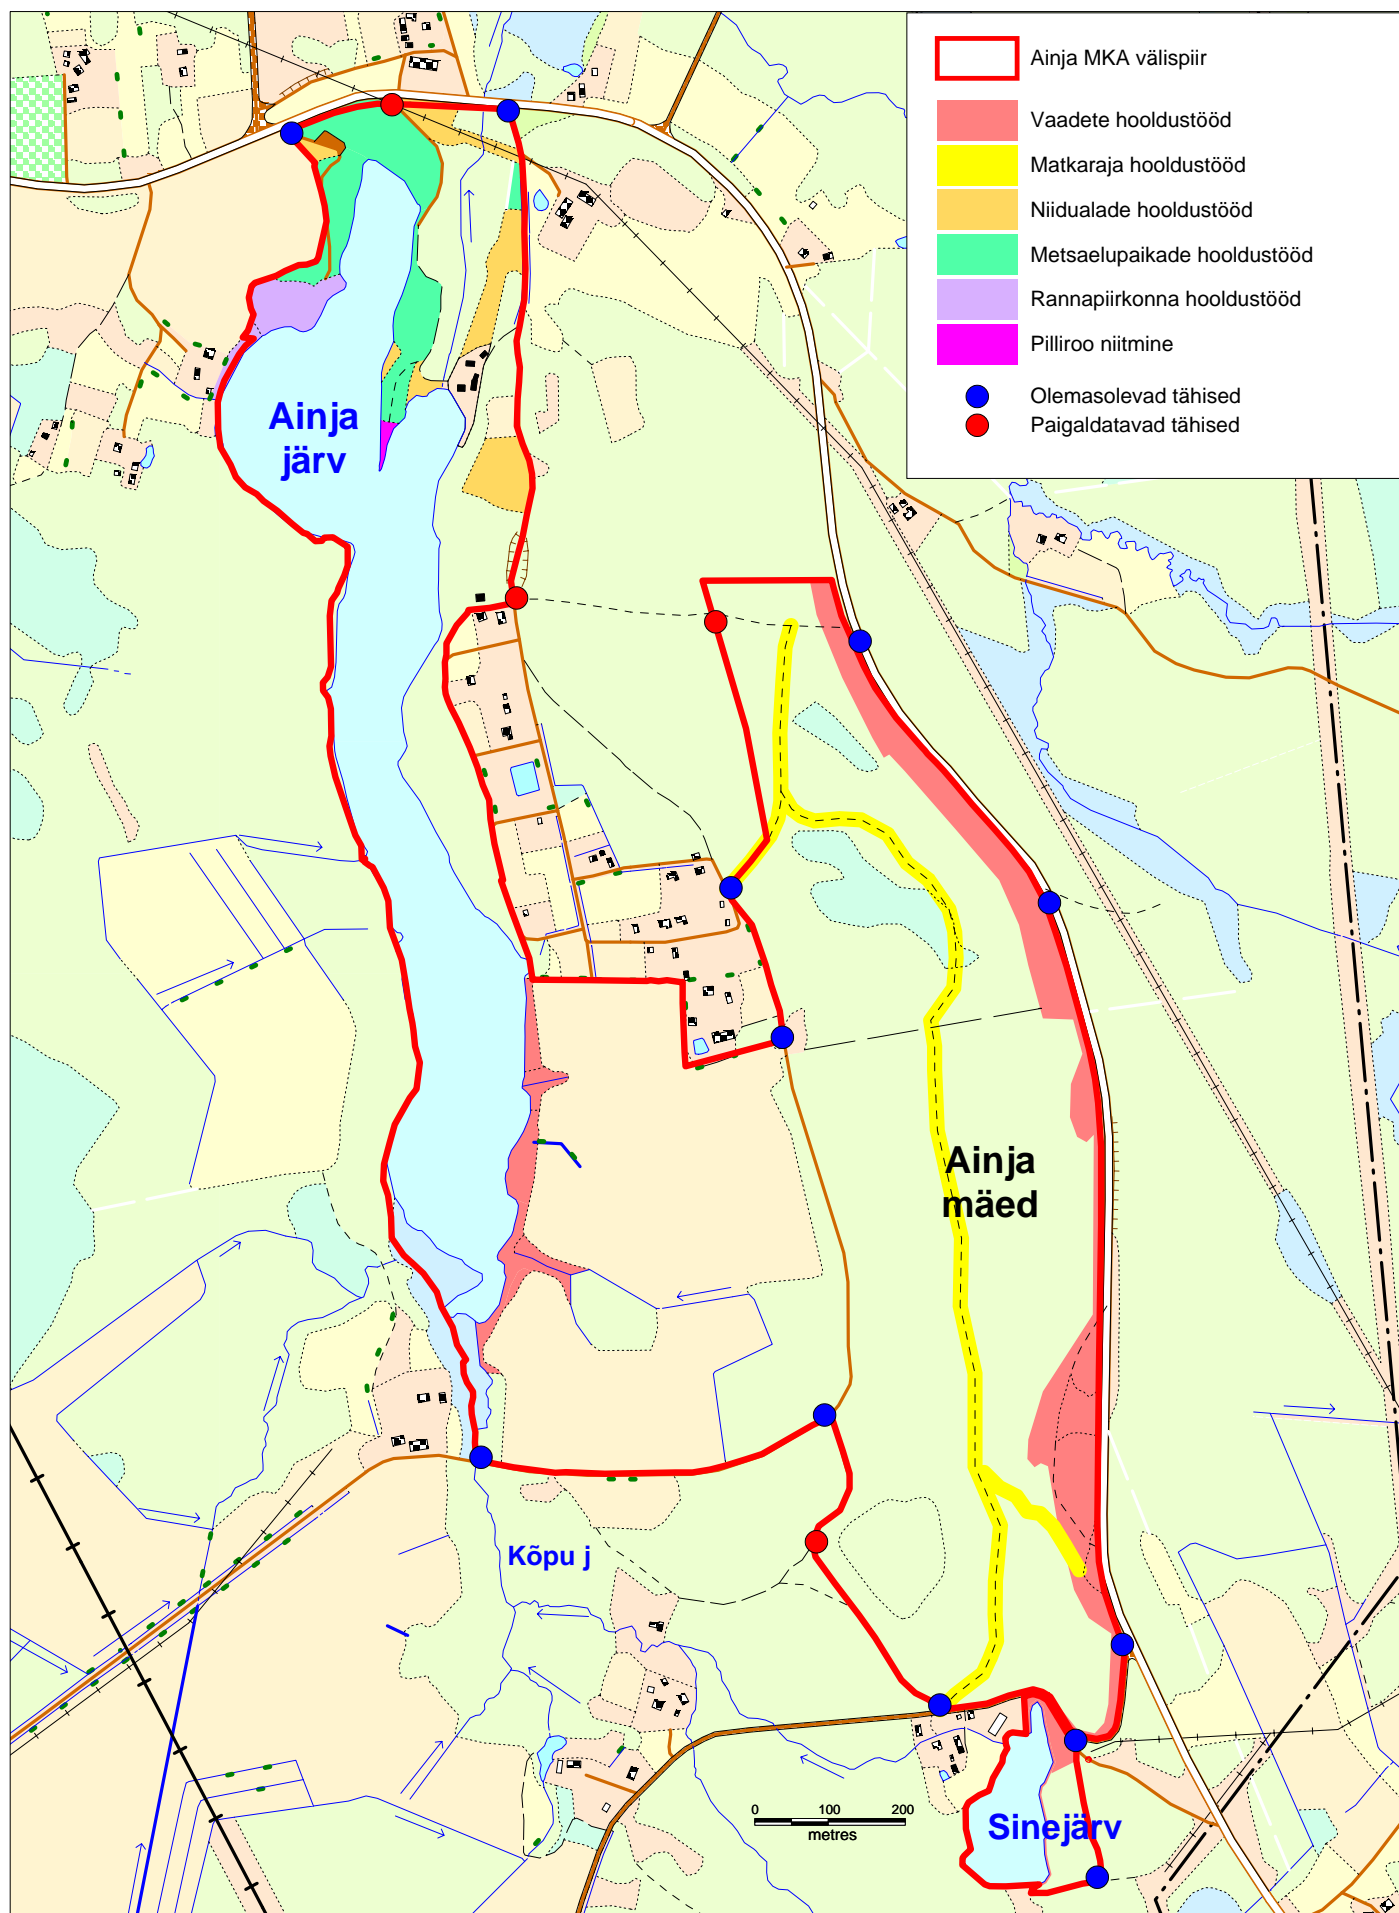 Ainja MKA välispiir
Vaadete hooldustööd
Matkaraja hooldustööd
Niidualade hooldustööd
Metsaelupaikade hooldustööd
Rannapiirkonna hooldustööd
Pilliroo niitmine
Olemasolevad tähised
Paigaldatavad tähised
Ainja
järv
Ainja
mäed
Kõpu j
0 100 200
metres
Sinejärv